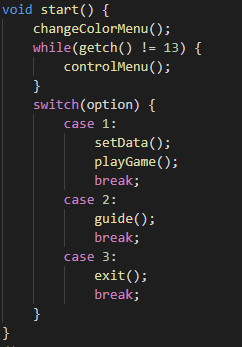 void start() {
    changeColorMenu();
    while(getch() != 13) {
        controlMenu();
    }
    switch(option) {
        case 1:
            setData();
            playGame();
            break;
        case 2:
            guide();
            break;
        case 3:
            exit();
            break;
    }
}